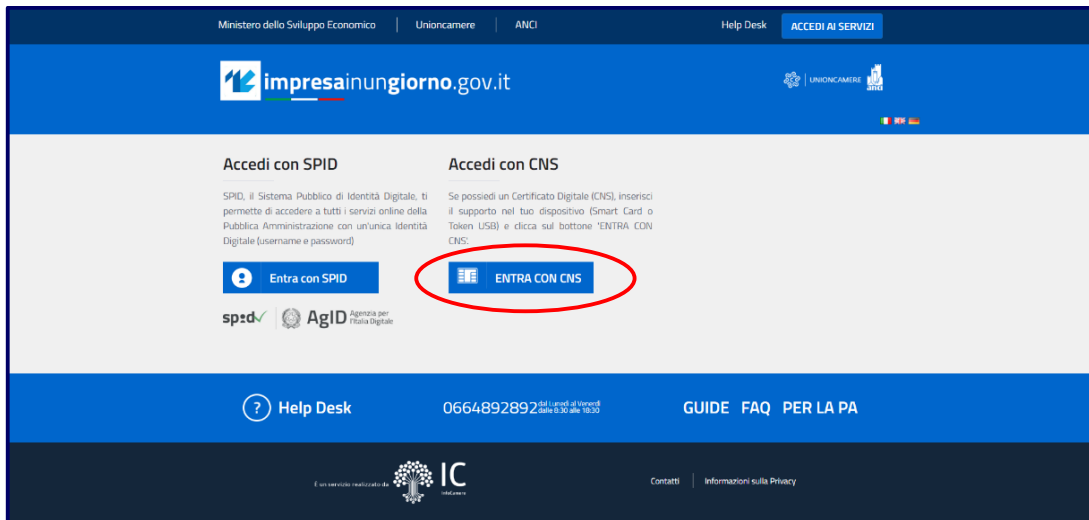 Ministero dello Sviluppo Economico Unioncamere ANCI Help Desk ACCEDI AI SERVIZI
impresainungiorno.gov.it
UNIONCAMERE
anci
Accedi con SPID
SPID, il Sistema Pubblico di Identità Digitale, ti
permette di accedere a tutti i servizi online della
Pubblica Amministrazione con un'unica Identità
Digitale (username e password)
Entra con SPID
spid
AgID Agenzia per
l'Italia Digitale
Accedi con CNS
Se possiedi un Certificato Digitale (CNS), inserisci
il supporto nel tuo dispositivo (Smart Card o
Token USB) e clicca sul bottone 'ENTRA CON
CNS'.
ENTRA CON CNS
? Help Desk
0664892892 dal Lunedì al Venerdì
dalle 8:30 alle 18:30
GUIDE FAQ PER LA PA
È un servizio realizzato da
IC
InfoCamere
Contatti Informazioni sulla Privacy